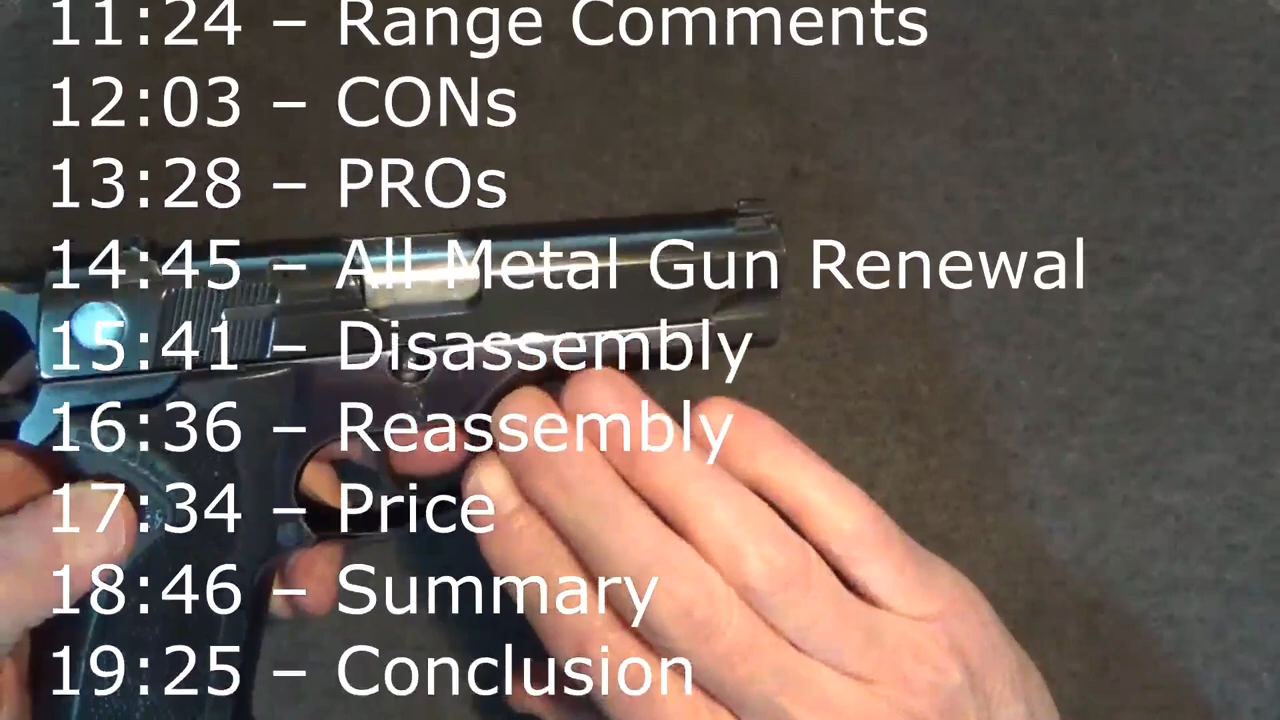 11:24 – Range Comments
12:03 – CONs
13:28 – PROs
14:45 – All Metal Gun Renewal
15:41 – Disassembly
16:36 – Reassembly
17:34 – Price
18:46 – Summary
19:25 – Conclusion